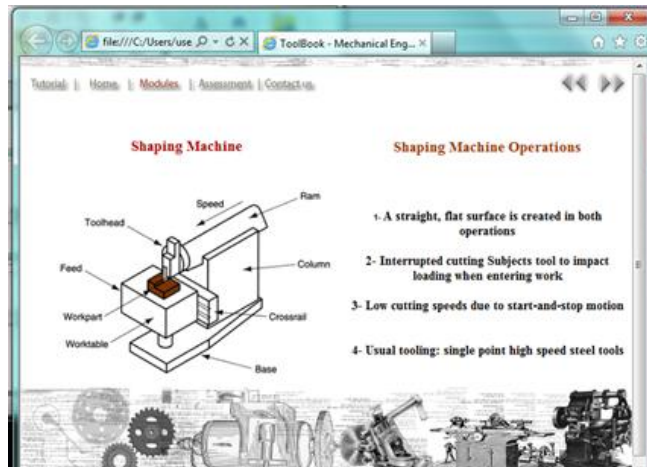 file:///C:/Users/use
ToolBook - Mechanical Eng...
Tutorial | Home | Modules | Assessment | Contact us
Shaping Machine
Speed
Ram
Toolhead
Feed
Column
Workpart
Crossrail
Worktable
Base
Shaping Machine Operations
1- A straight, flat surface is created in both
operations
2- Interrupted cutting Subjects tool to impact
loading when entering work
3- Low cutting speeds due to start-and-stop motion
4- Usual tooling: single point high speed steel tools